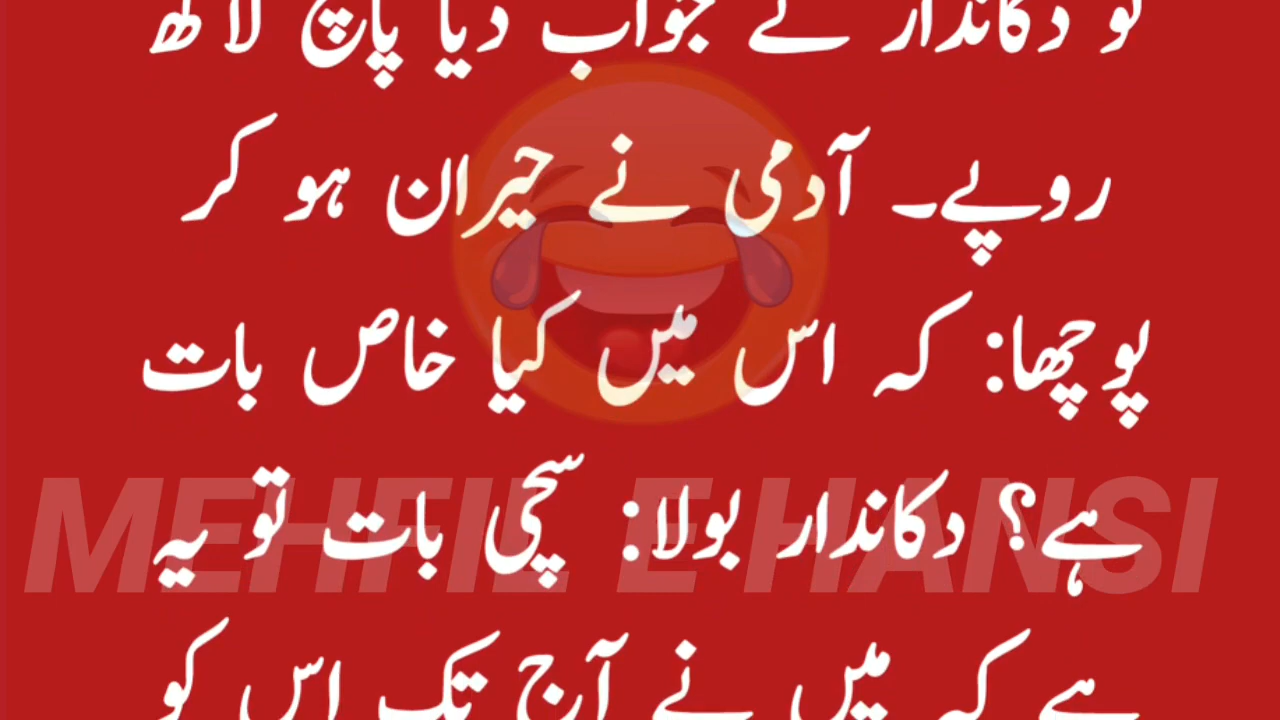 تو دکاندار نے جواب دیا پانچ لاکھ
روپے۔ آدمی نے حیران ہو کر
پوچھا: کہ اس میں کیا خاص بات
ہے؟ دکاندار بولا: سچی بات تو یہ
ہے کہ میں نے آج تک اس کو
MEHFIL E HANSI